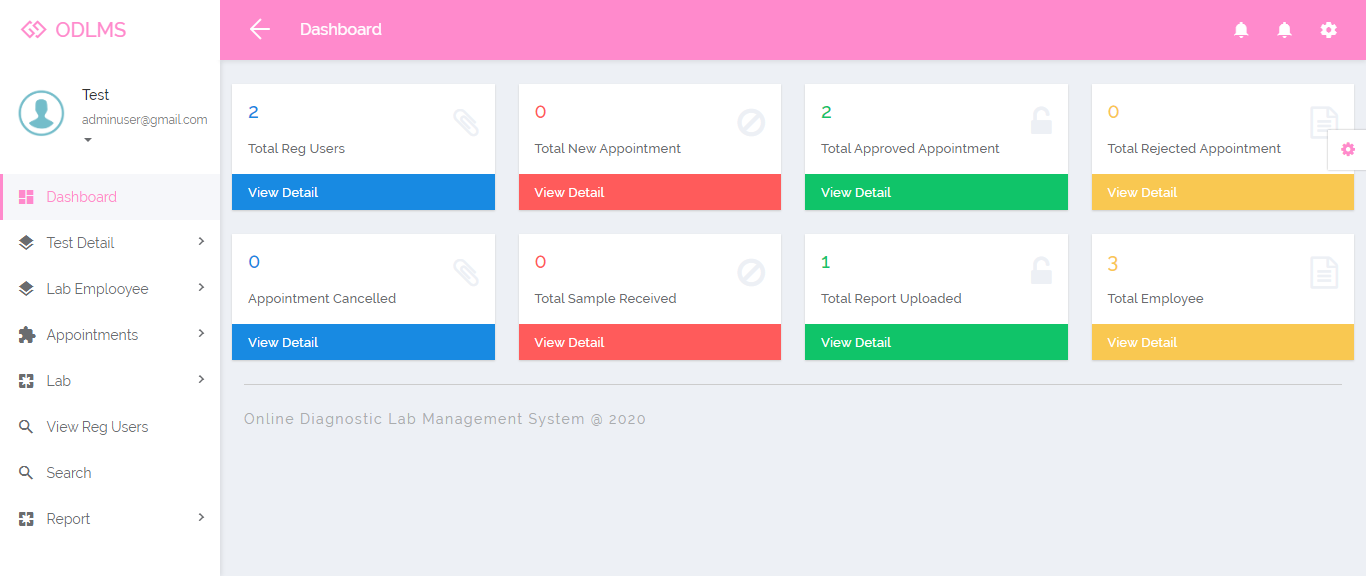 ODLMS
Dashboard
Test
adminuser@gmail.com
Dashboard
Test Detail
Lab Emplooyee
Appointments
Lab
View Reg Users
Search
Report
2
Total Reg Users
View Detail
0
Total New Appointment
View Detail
2
Total Approved Appointment
View Detail
0
Total Rejected Appointment
View Detail
0
Appointment Cancelled
View Detail
0
Total Sample Received
View Detail
1
Total Report Uploaded
View Detail
3
Total Employee
View Detail
Online Diagnostic Lab Management System @ 2020